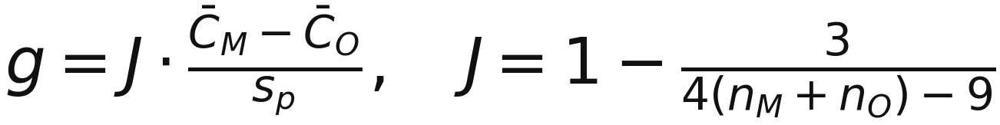 g = J · (C̄_M − C̄_O) / s_p ,   J = 1 − 3 / (4(n_M + n_O) − 9)